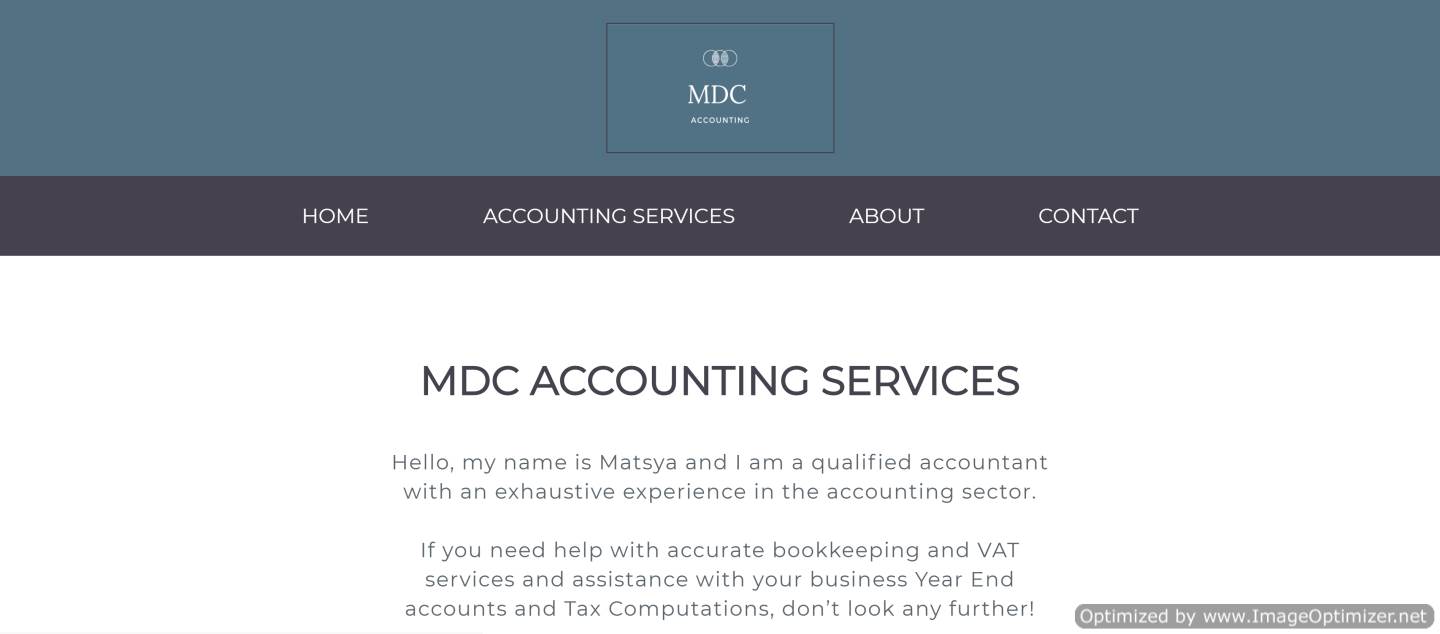 MDC
ACCOUNTING
HOME ACCOUNTING SERVICES ABOUT CONTACT
MDC ACCOUNTING SERVICES
Hello, my name is Matsya and I am a qualified accountant
with an exhaustive experience in the accounting sector.
If you need help with accurate bookkeeping and VAT
services and assistance with your business Year End
accounts and Tax Computations, don’t look any further!
Optimized by www.ImageOptimizer.net